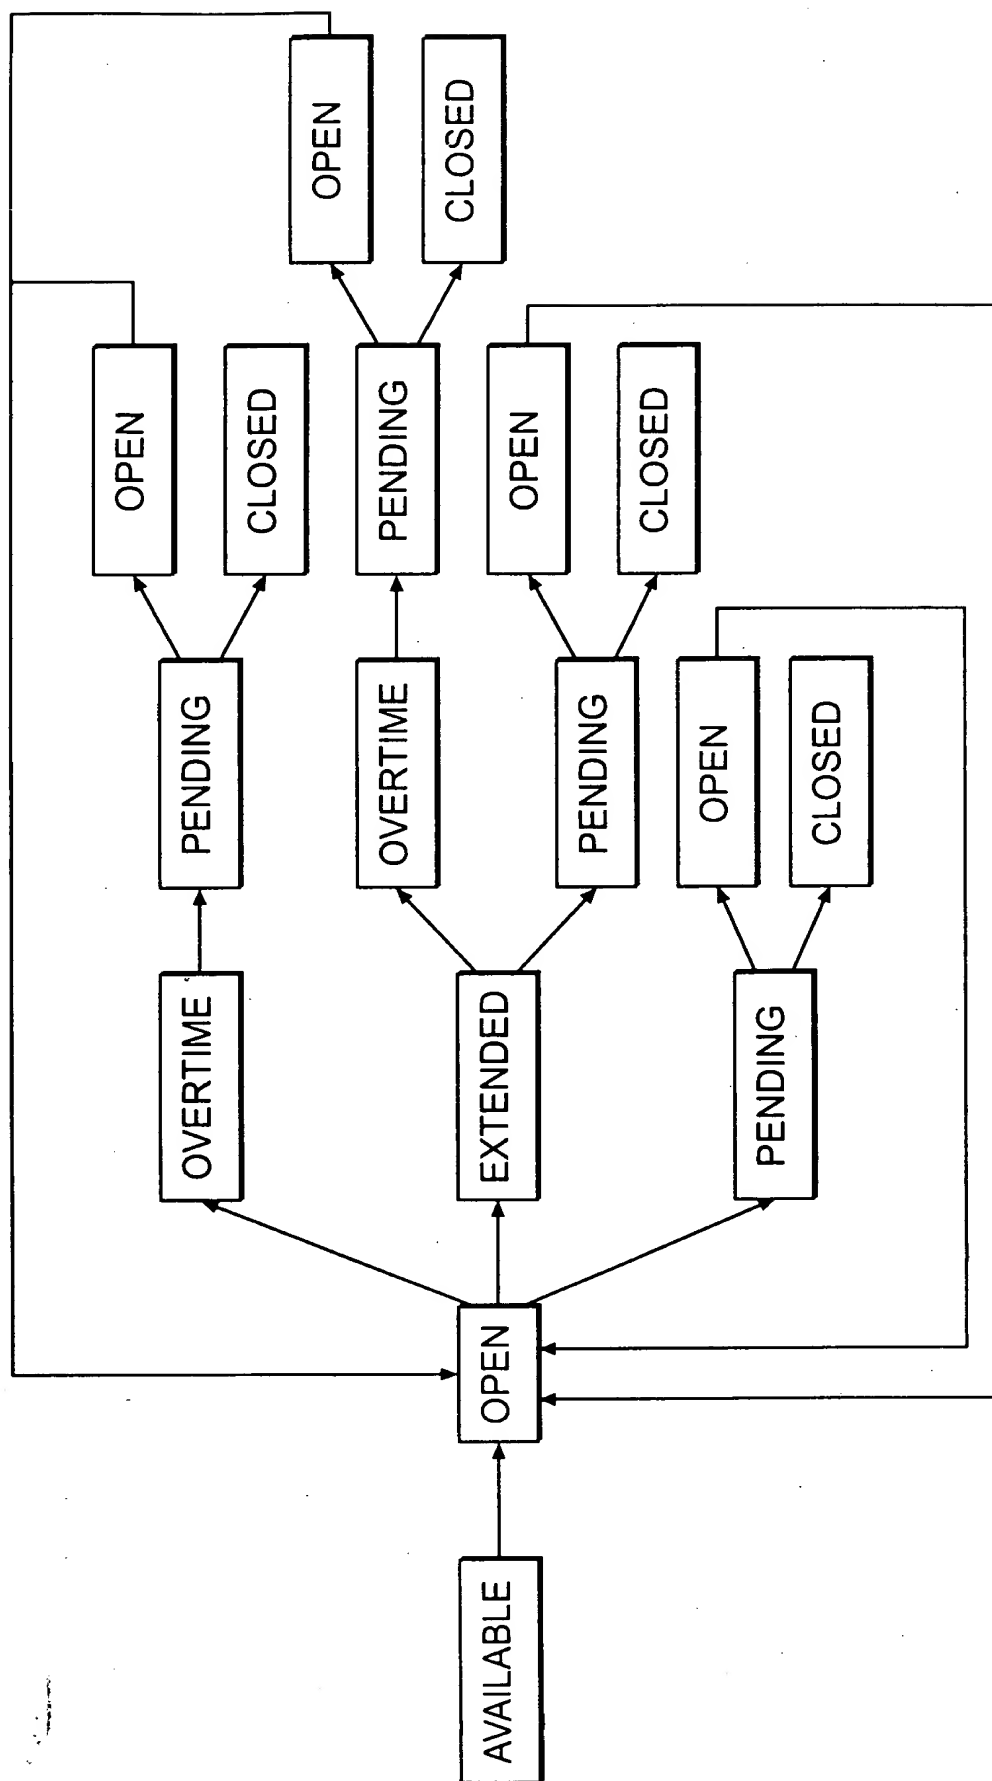 OPEN
OVERTIME
PENDING
CLOSED
OPEN
OVERTIME
PENDING
CLOSED
AVAILABLE
OPEN
EXTENDED
OPEN
PENDING
CLOSED
OPEN
PENDING
CLOSED